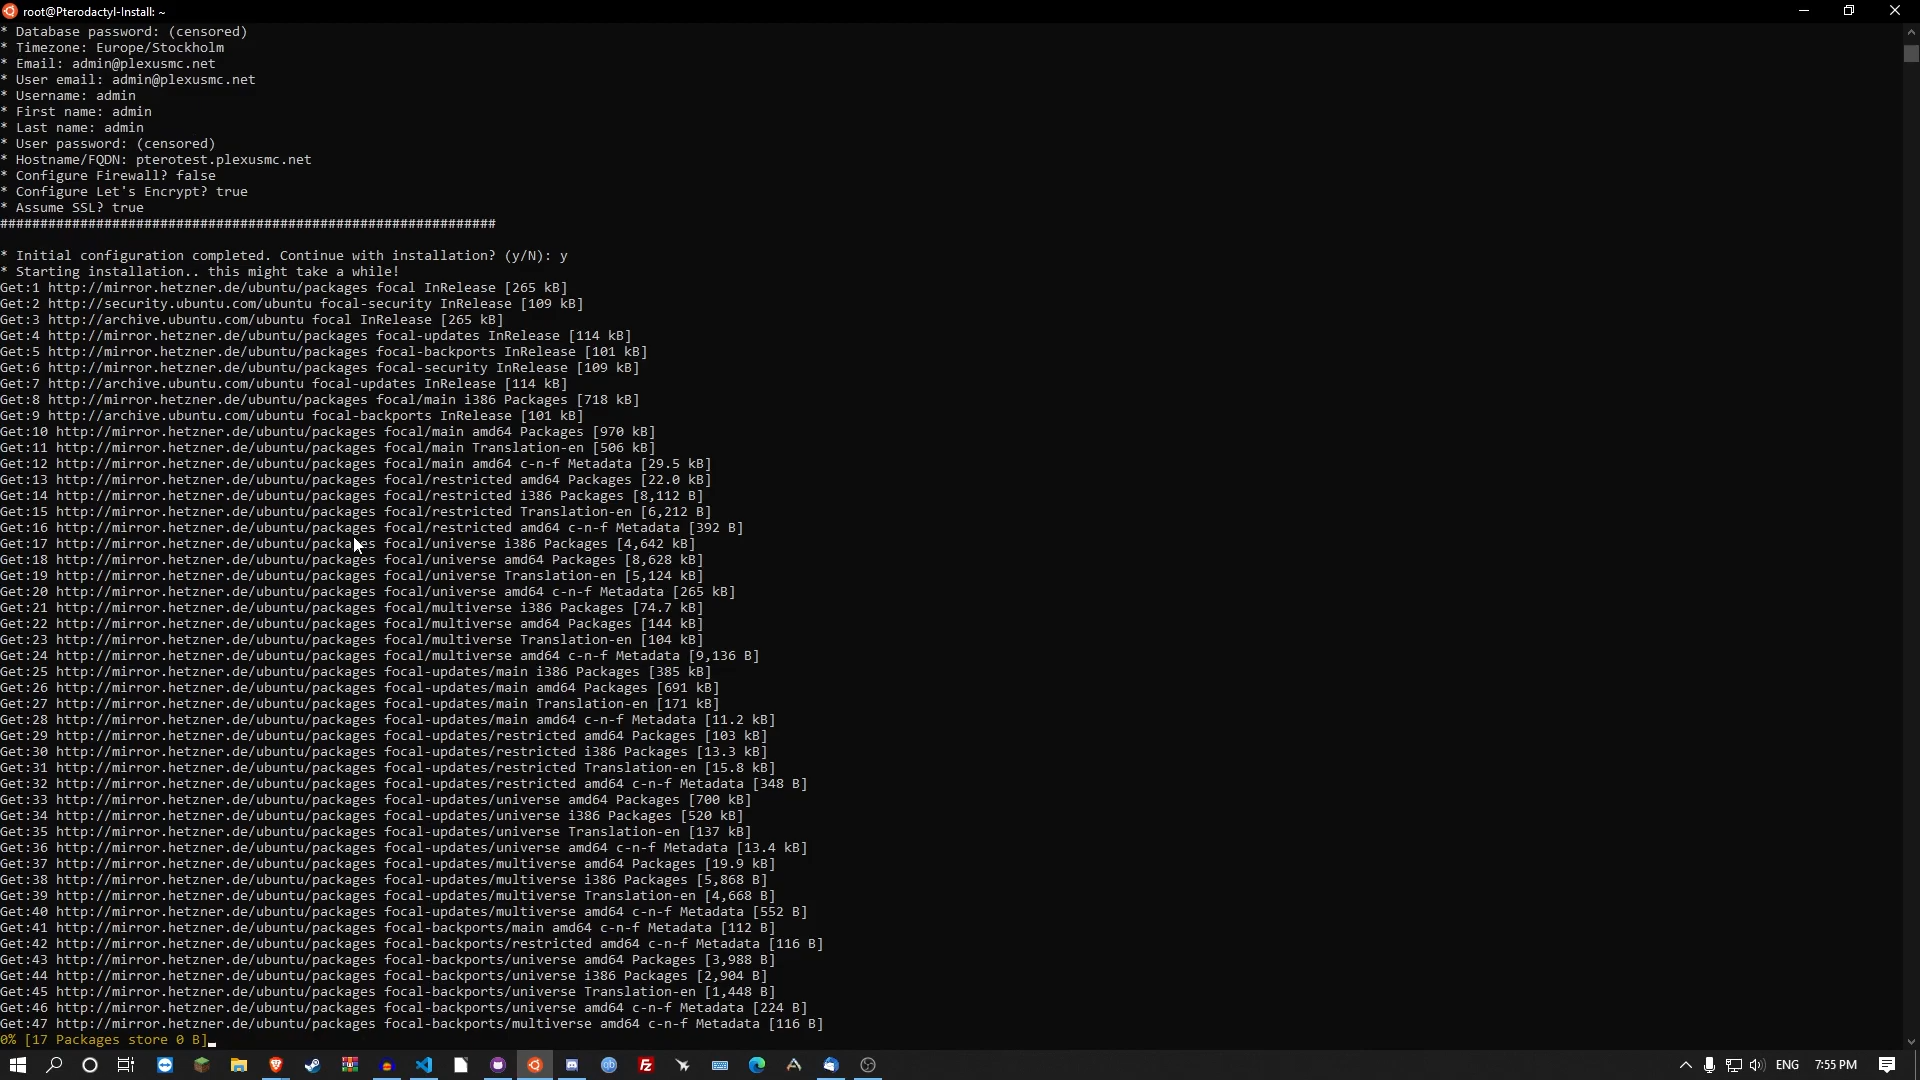 root@Pterodactyl-Install: ~
* Database password: (censored)
* Timezone: Europe/Stockholm
* Email: admin@plexusmc.net
* User email: admin@plexusmc.net
* Username: admin
* First name: admin
* Last name: admin
* User password: (censored)
* Hostname/FQDN: pterotest.plexusmc.net
* Configure Firewall? false
* Configure Let's Encrypt? true
* Assume SSL? true
##############################################################
* Initial configuration completed. Continue with installation? (y/N): y
* Starting installation.. this might take a while!
Get:1 http://mirror.hetzner.de/ubuntu/packages focal InRelease [265 kB]
Get:2 http://security.ubuntu.com/ubuntu focal-security InRelease [109 kB]
Get:3 http://archive.ubuntu.com/ubuntu focal InRelease [265 kB]
Get:4 http://mirror.hetzner.de/ubuntu/packages focal-updates InRelease [114 kB]
Get:5 http://mirror.hetzner.de/ubuntu/packages focal-backports InRelease [101 kB]
Get:6 http://mirror.hetzner.de/ubuntu/packages focal-security InRelease [109 kB]
Get:7 http://archive.ubuntu.com/ubuntu focal-updates InRelease [114 kB]
Get:8 http://mirror.hetzner.de/ubuntu/packages focal/main i386 Packages [718 kB]
Get:9 http://archive.ubuntu.com/ubuntu focal-backports InRelease [101 kB]
Get:10 http://mirror.hetzner.de/ubuntu/packages focal/main amd64 Packages [970 kB]
Get:11 http://mirror.hetzner.de/ubuntu/packages focal/main Translation-en [506 kB]
Get:12 http://mirror.hetzner.de/ubuntu/packages focal/main amd64 c-n-f Metadata [29.5 kB]
Get:13 http://mirror.hetzner.de/ubuntu/packages focal/restricted amd64 Packages [22.0 kB]
Get:14 http://mirror.hetzner.de/ubuntu/packages focal/restricted i386 Packages [8,112 B]
Get:15 http://mirror.hetzner.de/ubuntu/packages focal/restricted Translation-en [6,212 B]
Get:16 http://mirror.hetzner.de/ubuntu/packages focal/restricted amd64 c-n-f Metadata [392 B]
Get:17 http://mirror.hetzner.de/ubuntu/packages focal/universe i386 Packages [4,642 kB]
Get:18 http://mirror.hetzner.de/ubuntu/packages focal/universe amd64 Packages [8,628 kB]
Get:19 http://mirror.hetzner.de/ubuntu/packages focal/universe Translation-en [5,124 kB]
Get:20 http://mirror.hetzner.de/ubuntu/packages focal/universe amd64 c-n-f Metadata [265 kB]
Get:21 http://mirror.hetzner.de/ubuntu/packages focal/multiverse i386 Packages [74.7 kB]
Get:22 http://mirror.hetzner.de/ubuntu/packages focal/multiverse amd64 Packages [144 kB]
Get:23 http://mirror.hetzner.de/ubuntu/packages focal/multiverse Translation-en [104 kB]
Get:24 http://mirror.hetzner.de/ubuntu/packages focal/multiverse amd64 c-n-f Metadata [9,136 B]
Get:25 http://mirror.hetzner.de/ubuntu/packages focal-updates/main i386 Packages [385 kB]
Get:26 http://mirror.hetzner.de/ubuntu/packages focal-updates/main amd64 Packages [691 kB]
Get:27 http://mirror.hetzner.de/ubuntu/packages focal-updates/main Translation-en [171 kB]
Get:28 http://mirror.hetzner.de/ubuntu/packages focal-updates/main amd64 c-n-f Metadata [11.2 kB]
Get:29 http://mirror.hetzner.de/ubuntu/packages focal-updates/restricted amd64 Packages [103 kB]
Get:30 http://mirror.hetzner.de/ubuntu/packages focal-updates/restricted i386 Packages [13.3 kB]
Get:31 http://mirror.hetzner.de/ubuntu/packages focal-updates/restricted Translation-en [15.8 kB]
Get:32 http://mirror.hetzner.de/ubuntu/packages focal-updates/restricted amd64 c-n-f Metadata [348 B]
Get:33 http://mirror.hetzner.de/ubuntu/packages focal-updates/universe amd64 Packages [700 kB]
Get:34 http://mirror.hetzner.de/ubuntu/packages focal-updates/universe i386 Packages [520 kB]
Get:35 http://mirror.hetzner.de/ubuntu/packages focal-updates/universe Translation-en [137 kB]
Get:36 http://mirror.hetzner.de/ubuntu/packages focal-updates/universe amd64 c-n-f Metadata [13.4 kB]
Get:37 http://mirror.hetzner.de/ubuntu/packages focal-updates/multiverse amd64 Packages [19.9 kB]
Get:38 http://mirror.hetzner.de/ubuntu/packages focal-updates/multiverse i386 Packages [5,868 B]
Get:39 http://mirror.hetzner.de/ubuntu/packages focal-updates/multiverse Translation-en [4,668 B]
Get:40 http://mirror.hetzner.de/ubuntu/packages focal-updates/multiverse amd64 c-n-f Metadata [552 B]
Get:41 http://mirror.hetzner.de/ubuntu/packages focal-backports/main amd64 c-n-f Metadata [112 B]
Get:42 http://mirror.hetzner.de/ubuntu/packages focal-backports/restricted amd64 c-n-f Metadata [116 B]
Get:43 http://mirror.hetzner.de/ubuntu/packages focal-backports/universe amd64 Packages [3,988 B]
Get:44 http://mirror.hetzner.de/ubuntu/packages focal-backports/universe i386 Packages [2,904 B]
Get:45 http://mirror.hetzner.de/ubuntu/packages focal-backports/universe Translation-en [1,448 B]
Get:46 http://mirror.hetzner.de/ubuntu/packages focal-backports/universe amd64 c-n-f Metadata [224 B]
Get:47 http://mirror.hetzner.de/ubuntu/packages focal-backports/multiverse amd64 c-n-f Metadata [116 B]
0% [17 Packages store 0 B]
ENG 7:55 PM